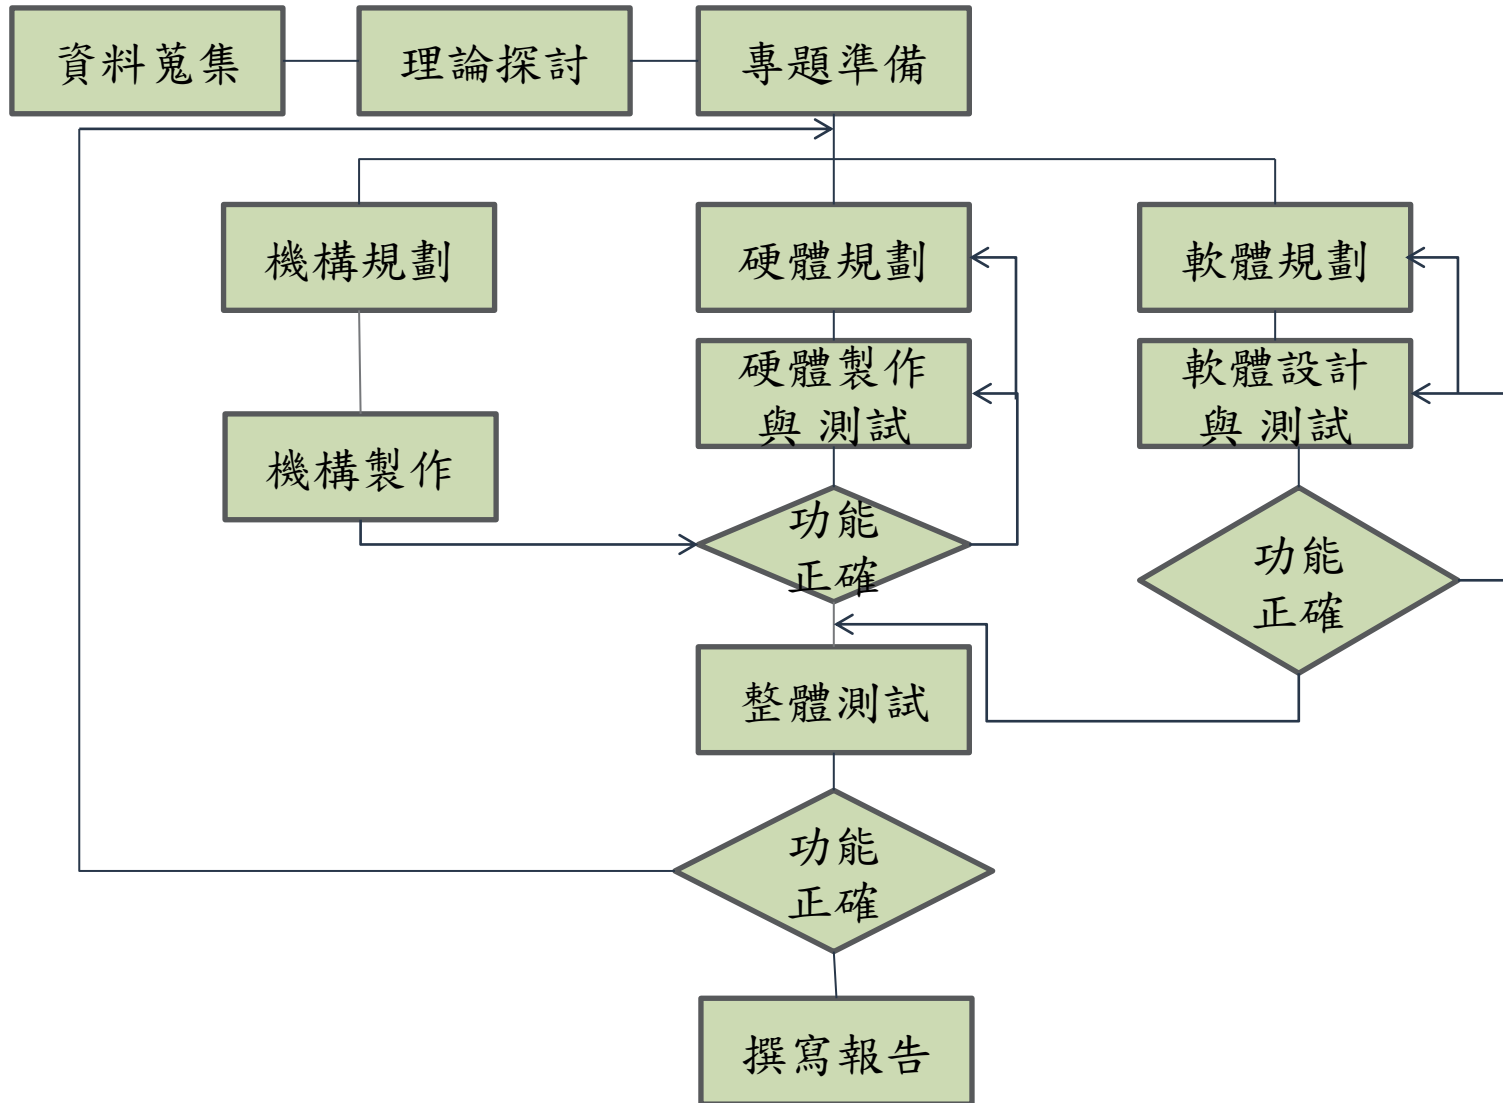 資料蒐集
理論探討
專題準備
機構規劃
硬體規劃
軟體規劃
硬體製作
與 測試
軟體設計
與 測試
機構製作
功能
正確
功能
正確
整體測試
功能
正確
撰寫報告